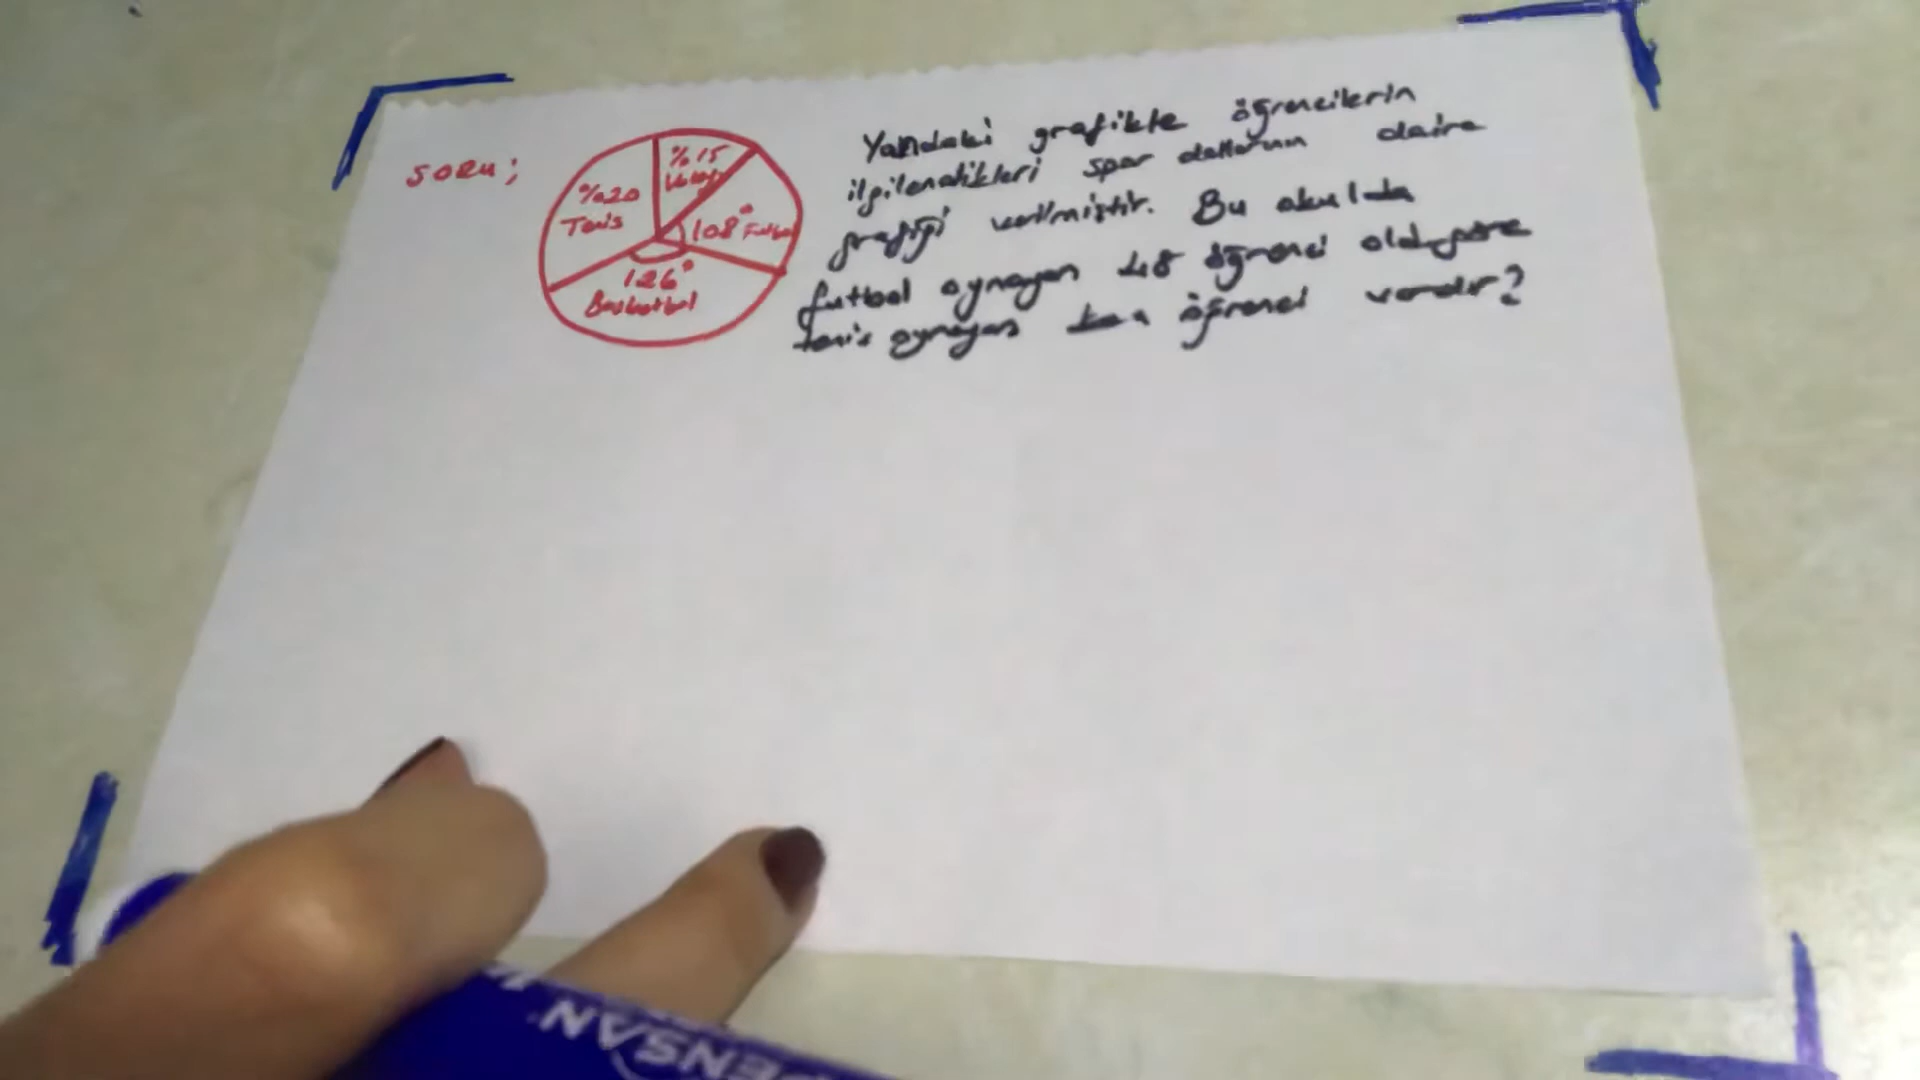 SORU;
%15
Voleybol
%20
Tenis
108° Futbol
126°
Basketbol
Yandaki grafikte öğrencilerin
ilgilendikleri spor dallarının daire
grafiği verilmiştir. Bu okulda
futbol oynayan 48 öğrenci olduğuna göre
tenis oynayan kaç öğrenci vardır?
PENSAN